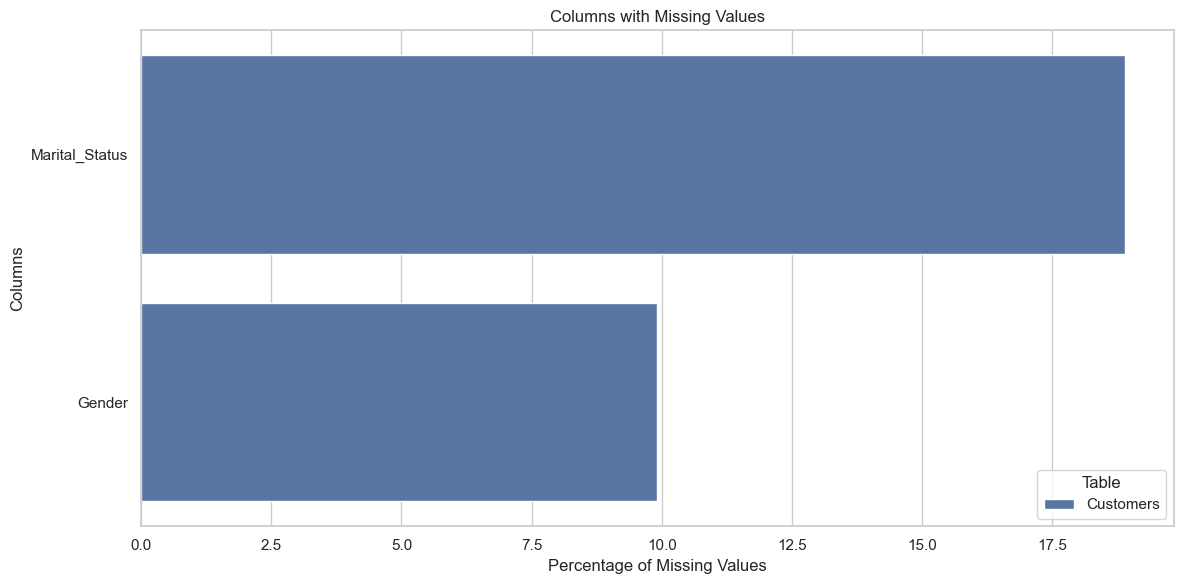 Columns with Missing Values
Marital_Status
Gender
Columns
Table
Customers
0.0 2.5 5.0 7.5 10.0 12.5 15.0 17.5
Percentage of Missing Values